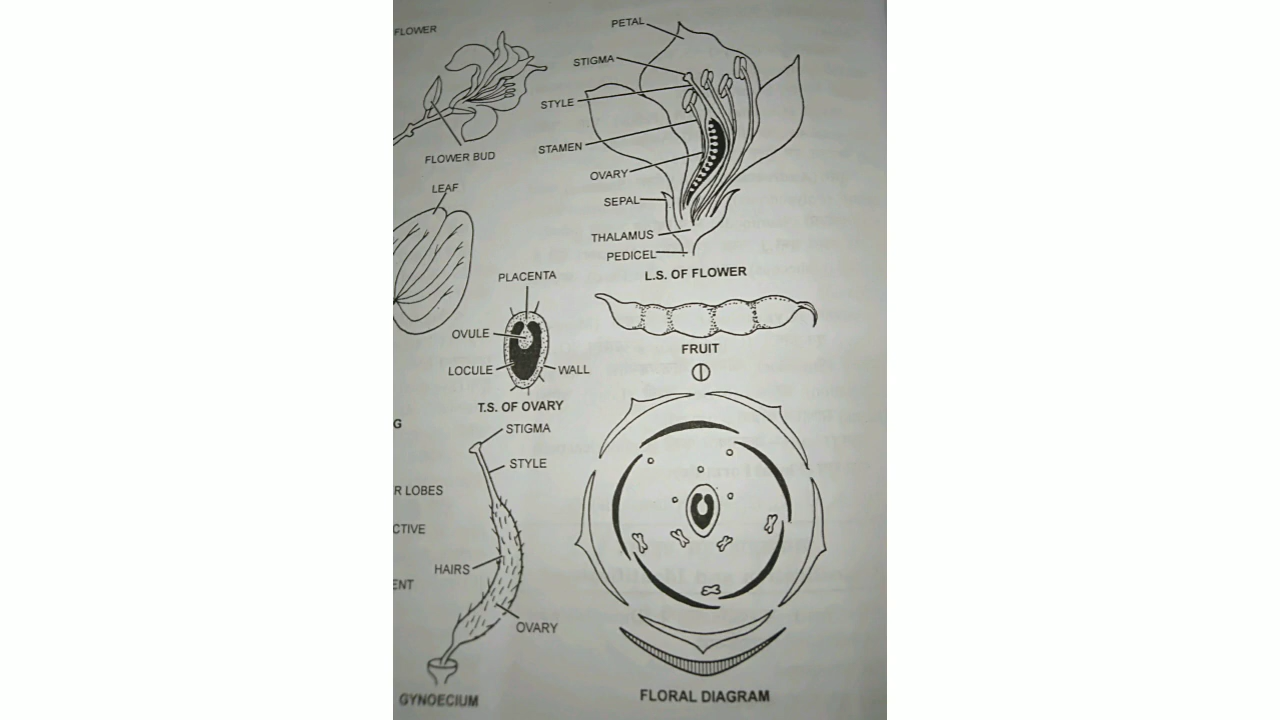 FLOWER
FLOWER BUD
LEAF
PETAL
STIGMA
STYLE
STAMEN
OVARY
SEPAL
THALAMUS
PEDICEL
L.S. OF FLOWER
PLACENTA
OVULE
LOCULE
WALL
T.S. OF OVARY
FRUIT
G
R LOBES
CTIVE
ENT
STIGMA
STYLE
HAIRS
OVARY
GYNOECIUM
FLORAL DIAGRAM